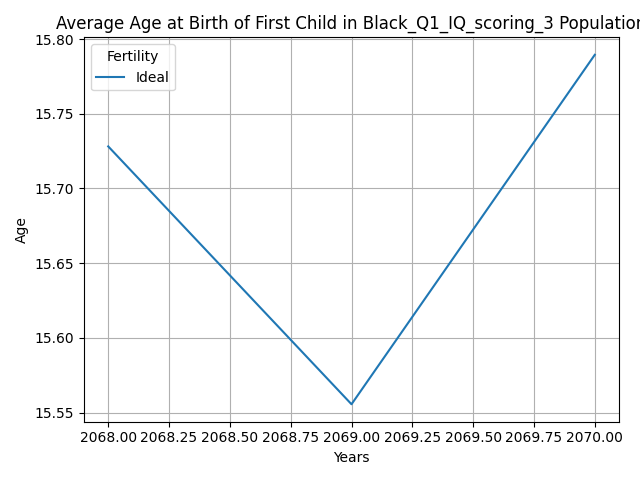 Average Age at Birth of First Child in Black_Q1_IQ_scoring_3 Population
Fertility
Ideal
15.80
15.75
15.70
15.65
15.60
15.55
Age
2068.00 2068.25 2068.50 2068.75 2069.00 2069.25 2069.50 2069.75 2070.00
Years